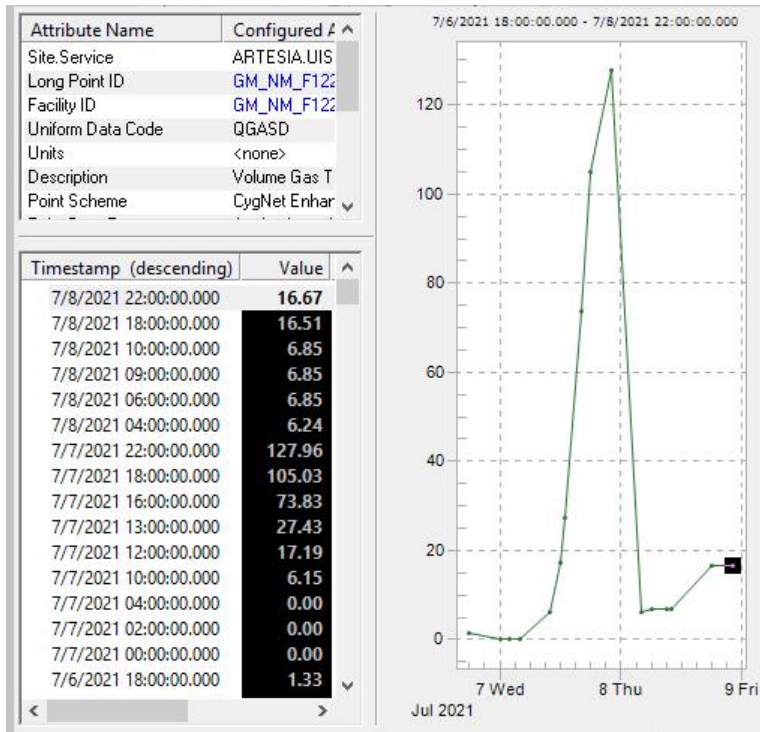 Attribute Name Configured A
Site.Service ARTESIA.UIS
Long Point ID GM_NM_F122
Facility ID GM_NM_F122
Uniform Data Code QGASD
Units <none>
Description Volume Gas T
Point Scheme CygNet Enhar
Timestamp (descending) Value
7/8/2021 22:00:00.000 16.67
7/8/2021 18:00:00.000 16.51
7/8/2021 10:00:00.000 6.85
7/8/2021 09:00:00.000 6.85
7/8/2021 06:00:00.000 6.85
7/8/2021 04:00:00.000 6.24
7/7/2021 22:00:00.000 127.96
7/7/2021 18:00:00.000 105.03
7/7/2021 16:00:00.000 73.83
7/7/2021 13:00:00.000 27.43
7/7/2021 12:00:00.000 17.19
7/7/2021 10:00:00.000 6.15
7/7/2021 04:00:00.000 0.00
7/7/2021 02:00:00.000 0.00
7/7/2021 00:00:00.000 0.00
7/6/2021 18:00:00.000 1.33
7/6/2021 18:00:00.000 - 7/8/2021 22:00:00.000
120
100
80
60
40
20
0
7 Wed 8 Thu 9 Fri
Jul 2021